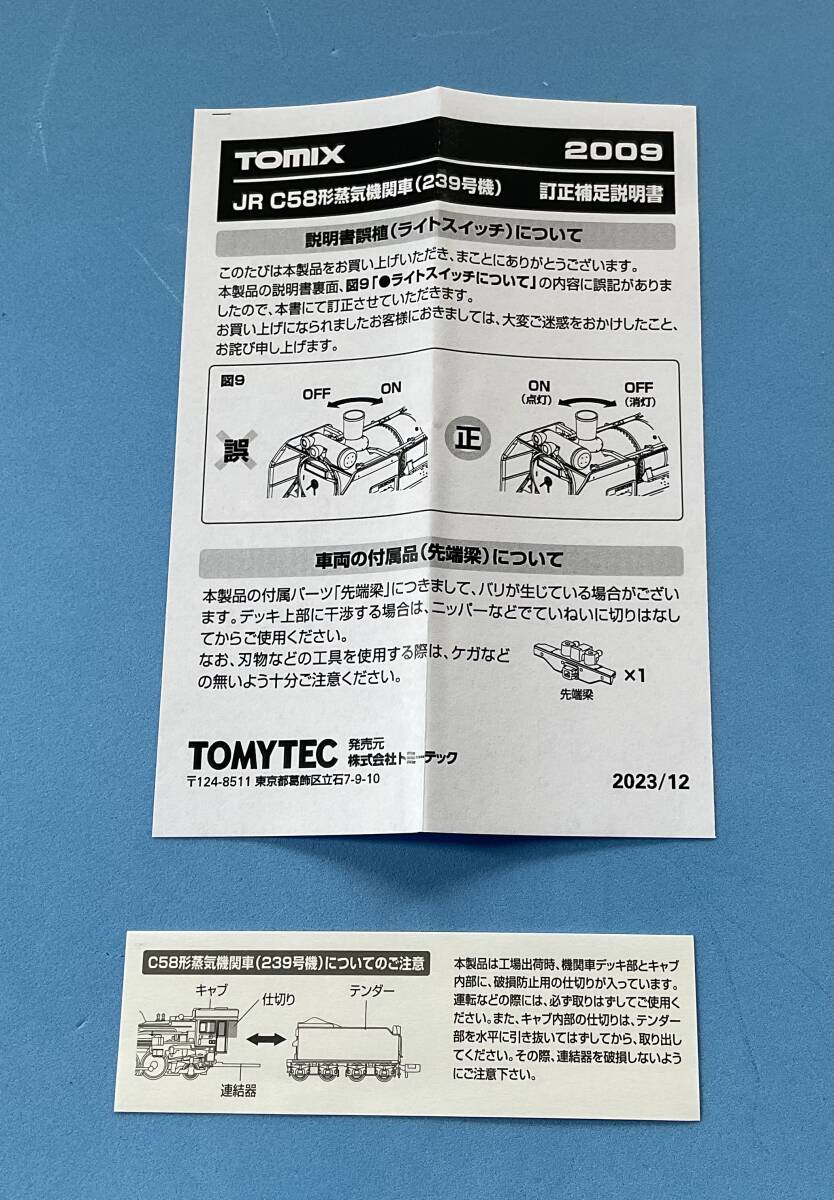 TOMIX 2009
JR C58形蒸気機関車(239号機) 訂正補足説明書
説明書誤植(ライトスイッチ)について
このたびは本製品をお買い上げいただき、まことにありがとうございます。
本製品の説明書裏面、図9「●ライトスイッチについて」の内容に誤記がありま
したので、本書にて訂正させていただきます。
お買い上げになられましたお客様におきましては、大変ご迷惑をおかけしたこと、
お詫び申し上げます。
図9
OFF ON
誤
正
ON OFF
(点灯) (消灯)
車両の付属品(先端梁)について
本製品の付属パーツ「先端梁」につきまして、バリが生じている場合がござい
ます。デッキ上部に干渉する場合は、ニッパーなどでていねいに切りはなし
てからご使用ください。
なお、刃物などの工具を使用する際は、ケガなど
の無いよう十分ご注意ください。
×1
先端梁
TOMYTEC
発売元
株式会社トミーテック
〒124-8511 東京都葛飾区立石7-9-10
2023/12
C58形蒸気機関車(239号機)についてのご注意
キャブ
仕切り
テンダー
連結器
本製品は工場出荷時、機関車デッキ部とキャブ
内部に、破損防止用の仕切りが入っています。
運転などの際には、必ず取りはずしてご使用く
ださい。また、キャブ内部の仕切りは、テンダー
部を水平に引き抜いてはずしてから、取り出し
てください。その際、連結器を破損しないよう
にご注意下さい。